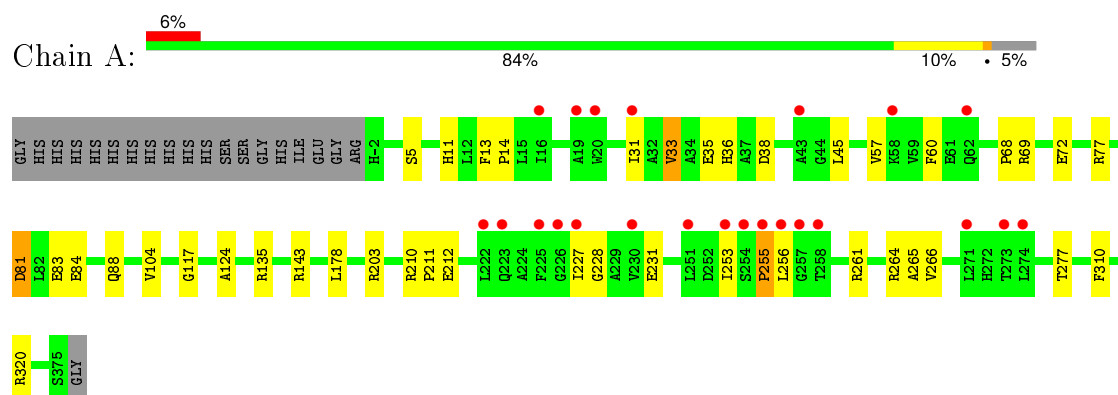 6%
Chain A:
84% 10% • 5%
GLY HIS HIS HIS HIS HIS HIS HIS HIS HIS HIS SER SER GLY HIS ILE GLU GLY ARG H-2 S5 H11 L12 F13 P14 L15 I16 A19 W20 I31 A32 V33 A34 E35 H36 A37 D38 A43 G44 L45 V57 K58 V59 F60 E61 Q62 P68 R69 E72 R77
D81 L82 E83 E84 Q88 V104 G117 A124 R135 R143 L178 R203 R210 P211 E212 L222 Q223 A224 F225 G226 I227 G228 A229 V230 E231 L251 D252 I253 S254 P255 L256 G257 T258 R261 R264 A265 V266 L271 H272 T273 L274 T277 F310
R320 S375 GLY